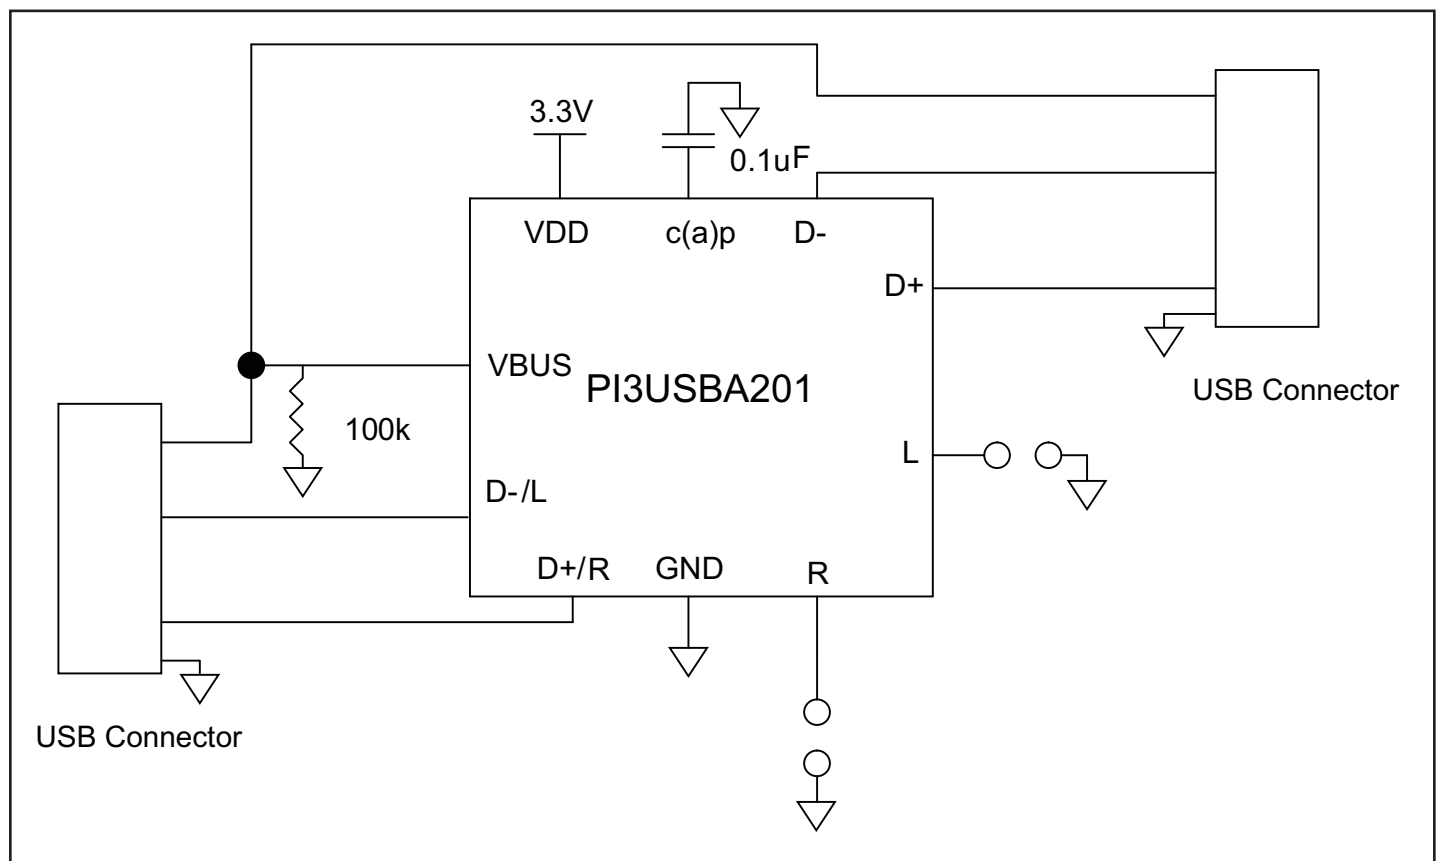 3.3V
0.1uF
VDD
c(a)p
D-
D+
VBUS
PI3USBA201
USB Connector
100k
L
D-/L
D+/R
GND
R
USB Connector